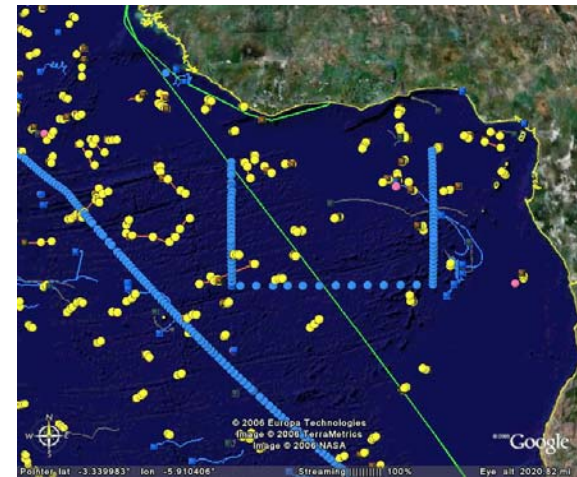 N
W
E
S
© 2006 Europa Technologies
Image © 2006 TerraMetrics
Image © 2006 NASA
© 2005 Google
Pointer lat -3.339983° lon -5.910406° Streaming |||||||||| 100% Eye alt 2020.82 mi